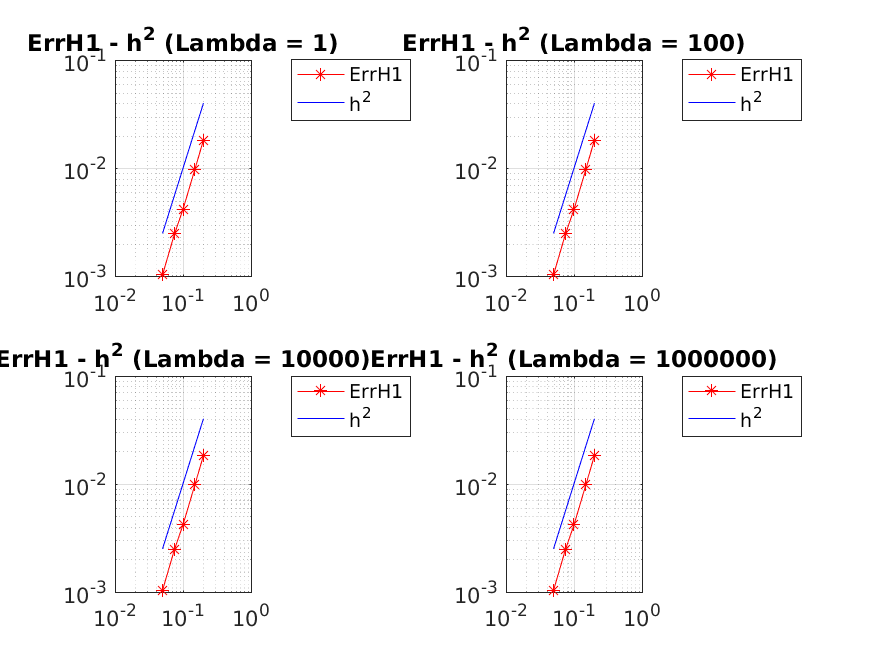 ErrH1 - h² (Lambda = 1)
10⁻¹
10⁻²
10⁻³
10⁻² 10⁻¹ 10⁰
ErrH1
h²
ErrH1 - h² (Lambda = 100)
10⁻¹
10⁻²
10⁻³
10⁻² 10⁻¹ 10⁰
ErrH1
h²
ErrH1 - h² (Lambda = 10000)
10⁻¹
10⁻²
10⁻³
10⁻² 10⁻¹ 10⁰
ErrH1
h²
ErrH1 - h² (Lambda = 1000000)
10⁻¹
10⁻²
10⁻³
10⁻² 10⁻¹ 10⁰
ErrH1
h²